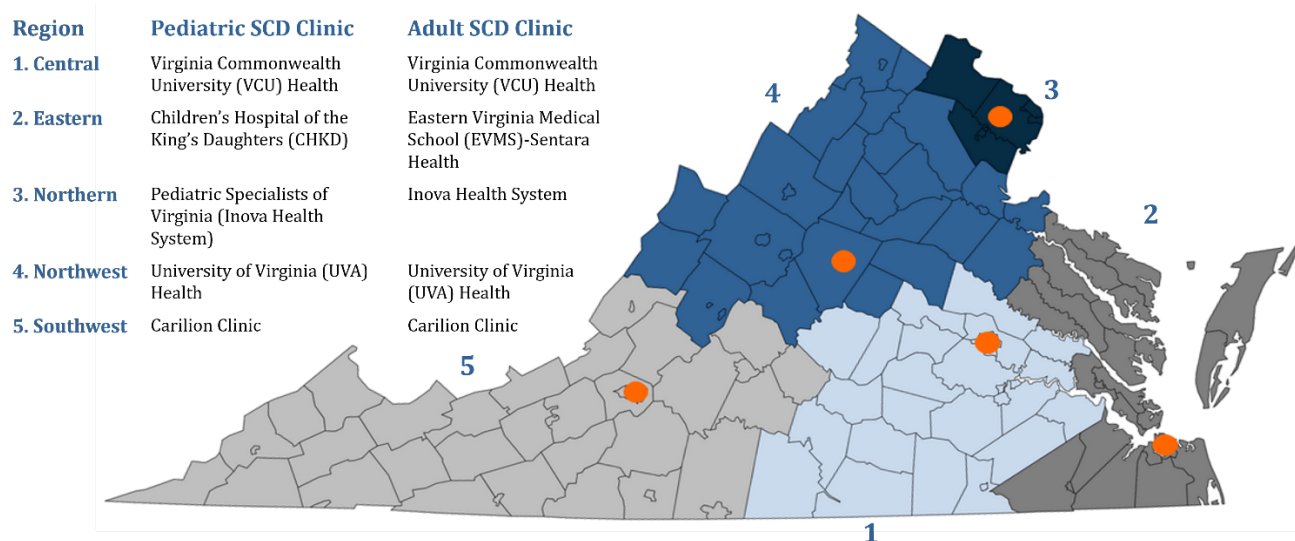 Region Pediatric SCD Clinic Adult SCD Clinic
1. Central Virginia Commonwealth Virginia Commonwealth
University (VCU) Health University (VCU) Health
2. Eastern Children's Hospital of the Eastern Virginia Medical
King's Daughters (CHKD) School (EVMS)-Sentara
Health
3. Northern Pediatric Specialists of Inova Health System
Virginia (Inova Health
System)
4. Northwest University of Virginia (UVA) University of Virginia
Health (UVA) Health
5. Southwest Carilion Clinic Carilion Clinic
4
3
2
5
1